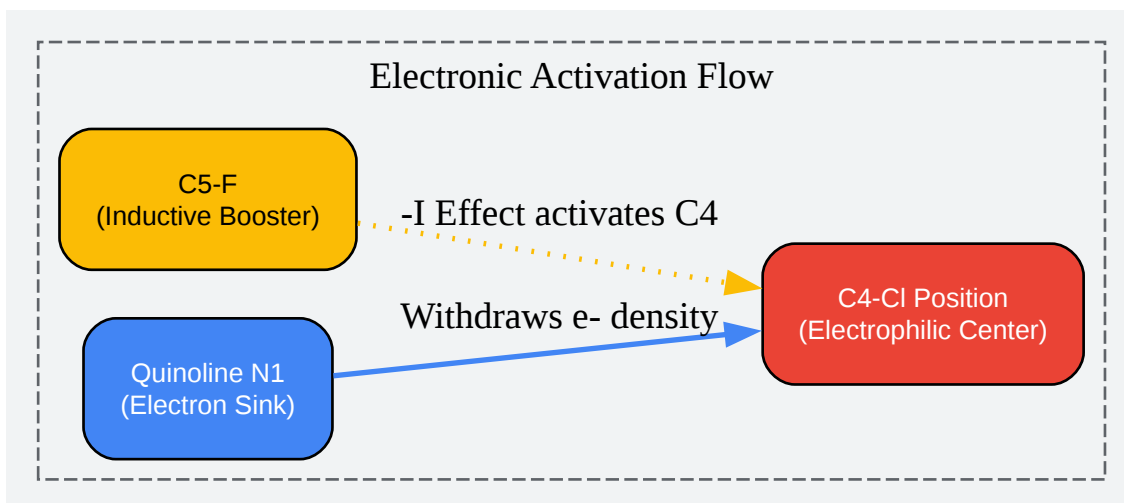 Electronic Activation Flow
C5-F
(Inductive Booster)
-I Effect activates C4
C4-Cl Position
(Electrophilic Center)
Withdraws e- density
Quinoline N1
(Electron Sink)